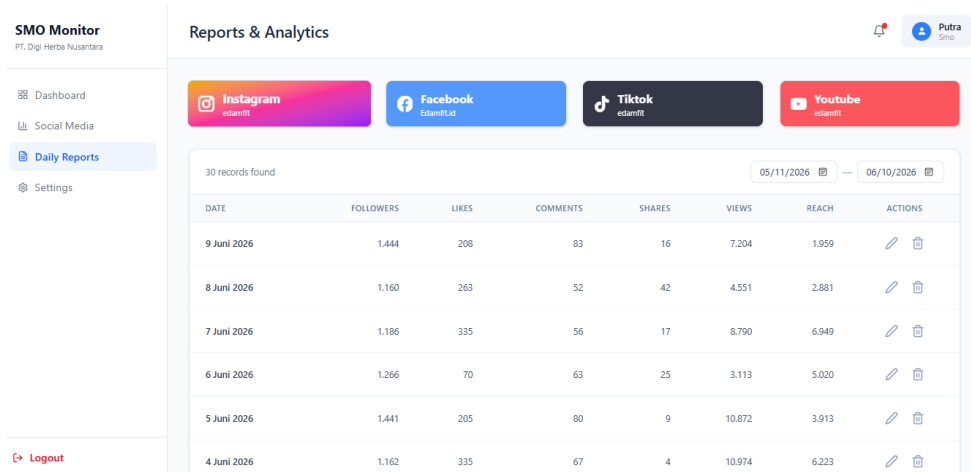 SMO Monitor
PT. Digi Herba Nusantara
Dashboard
Social Media
Daily Reports
Settings
Logout
Reports & Analytics
Putra
Smo
Instagram
edamfit
Facebook
Edamfit.id
Tiktok
edamfit
Youtube
edamfit
30 records found
05/11/2026 — 06/10/2026
DATE FOLLOWERS LIKES COMMENTS SHARES VIEWS REACH ACTIONS
9 Juni 2026 1.444 208 83 16 7.204 1.959
8 Juni 2026 1.160 263 52 42 4.551 2.881
7 Juni 2026 1.186 335 56 17 8.790 6.949
6 Juni 2026 1.266 70 63 25 3.113 5.020
5 Juni 2026 1.441 205 80 9 10.872 3.913
4 Juni 2026 1.162 335 67 4 10.974 6.223